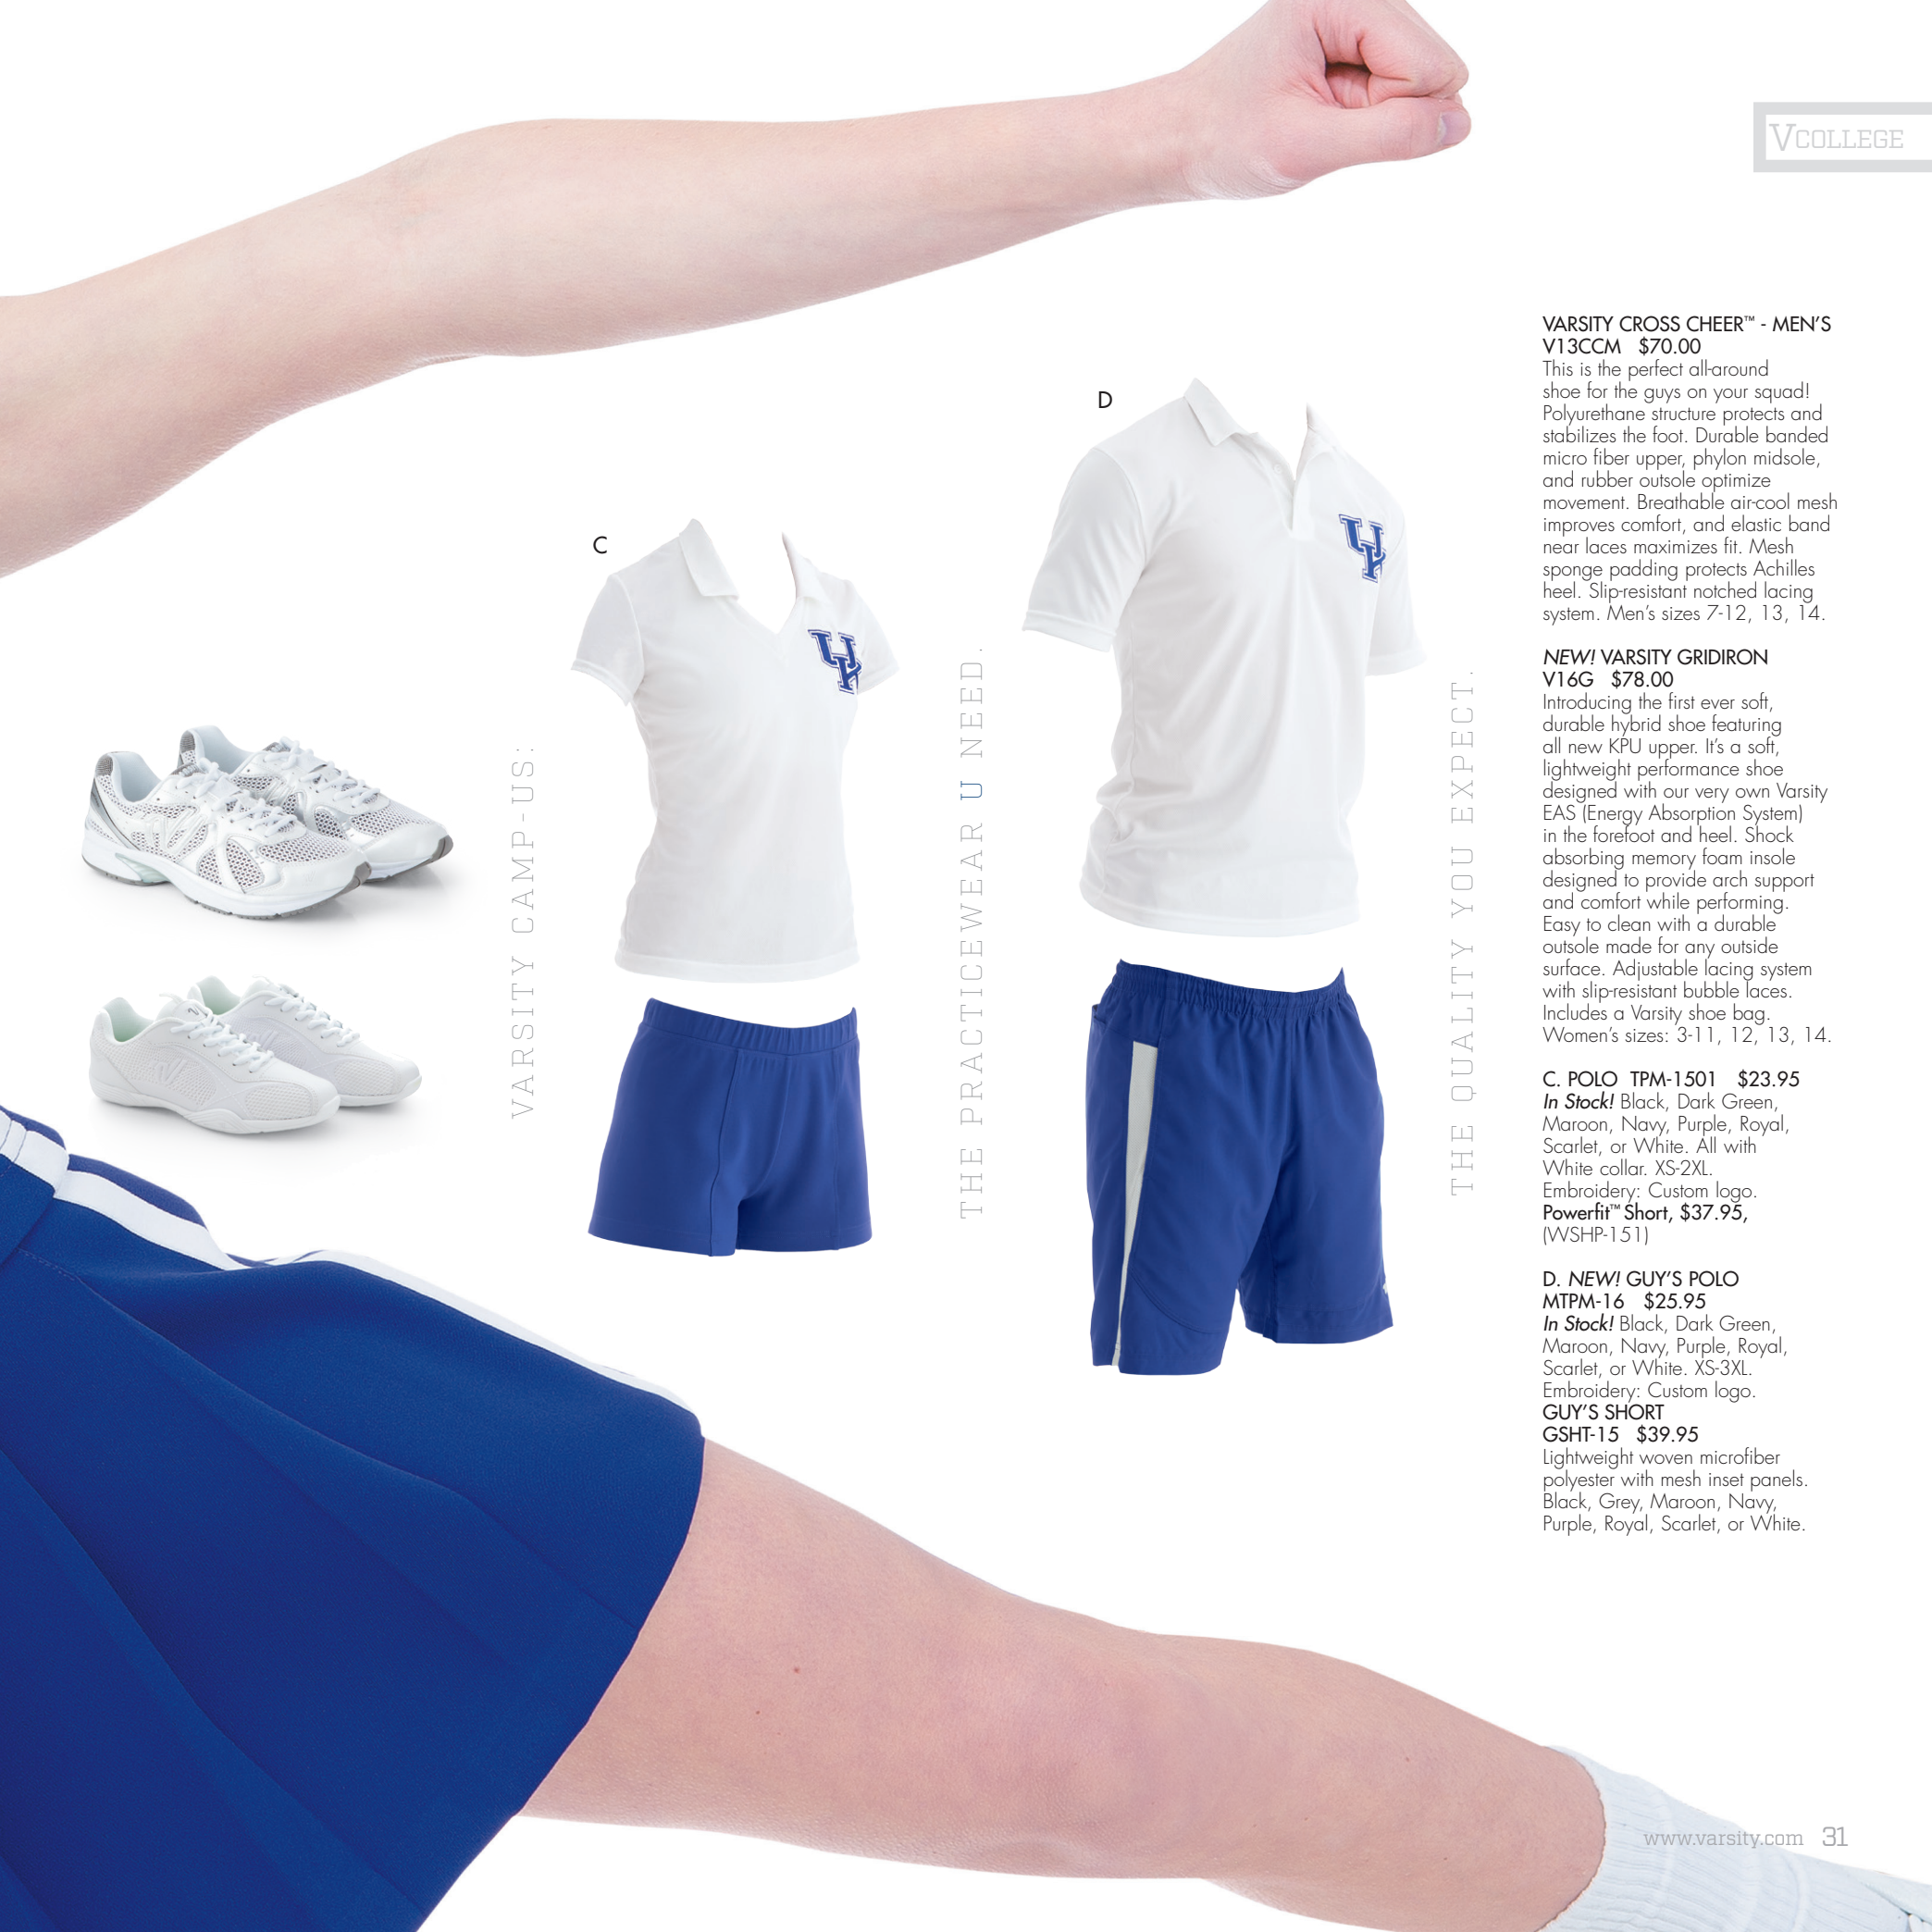 VCOLLEGE
VARSITY CROSS CHEER™ - MEN'S
V13CCM $70.00
This is the perfect all-around
shoe for the guys on your squad!
Polyurethane structure protects and
stabilizes the foot. Durable banded
micro fiber upper, phylon midsole,
and rubber outsole optimize
movement. Breathable air-cool mesh
improves comfort, and elastic band
near laces maximizes fit. Mesh
sponge padding protects Achilles
heel. Slip-resistant notched lacing
system. Men's sizes 7-12, 13, 14.
NEW! VARSITY GRIDIRON
V16G $78.00
Introducing the first ever soft,
durable hybrid shoe featuring
all new KPU upper. It's a soft,
lightweight performance shoe
designed with our very own Varsity
EAS (Energy Absorption System)
in the forefoot and heel. Shock
absorbing memory foam insole
designed to provide arch support
and comfort while performing.
Easy to clean with a durable
outsole made for any outside
surface. Adjustable lacing system
with slip-resistant bubble laces.
Includes a Varsity shoe bag.
Women's sizes: 3-11, 12, 13, 14.
C. POLO TPM-1501 $23.95
In Stock! Black, Dark Green,
Maroon, Navy, Purple, Royal,
Scarlet, or White. All with
White collar. XS-2XL.
Embroidery: Custom logo.
Powerfit™ Short, $37.95,
(WSHP-151)
D. NEW! GUY'S POLO
MTPM-16 $25.95
In Stock! Black, Dark Green,
Maroon, Navy, Purple, Royal,
Scarlet, or White. XS-3XL.
Embroidery: Custom logo.
GUY'S SHORT
GSHT-15 $39.95
Lightweight woven microfiber
polyester with mesh inset panels.
Black, Grey, Maroon, Navy,
Purple, Royal, Scarlet, or White.
C
D
UK
UK
VARSITY CAMP-US:
THE PRACTICEWEAR U NEED.
THE QUALITY YOU EXPECT.
www.varsity.com 31